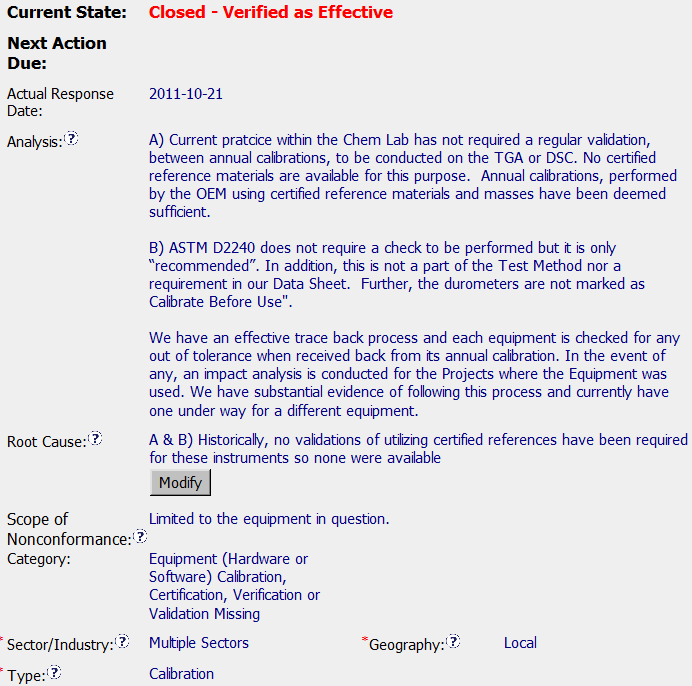 Current State: Closed - Verified as Effective
Next Action
Due:
Actual Response 2011-10-21
Date:
Analysis:? A) Current pratcice within the Chem Lab has not required a regular validation,
between annual calibrations, to be conducted on the TGA or DSC. No certified
reference materials are available for this purpose.  Annual calibrations, performed
by the OEM using certified reference materials and masses have been deemed
sufficient.
B) ASTM D2240 does not require a check to be performed but it is only
“recommended”. In addition, this is not a part of the Test Method nor a
requirement in our Data Sheet.  Further, the durometers are not marked as
Calibrate Before Use".
We have an effective trace back process and each equipment is checked for any
out of tolerance when received back from its annual calibration. In the event of
any, an impact analysis is conducted for the Projects where the Equipment was
used. We have substantial evidence of following this process and currently have
one under way for a different equipment.
Root Cause:? A & B) Historically, no validations of utilizing certified references have been required
for these instruments so none were available
Modify
Scope of Limited to the equipment in question.
Nonconformance:?
Category: Equipment (Hardware or
Software) Calibration,
Certification, Verification or
Validation Missing
* Sector/Industry:? Multiple Sectors *Geography:? Local
* Type:? Calibration